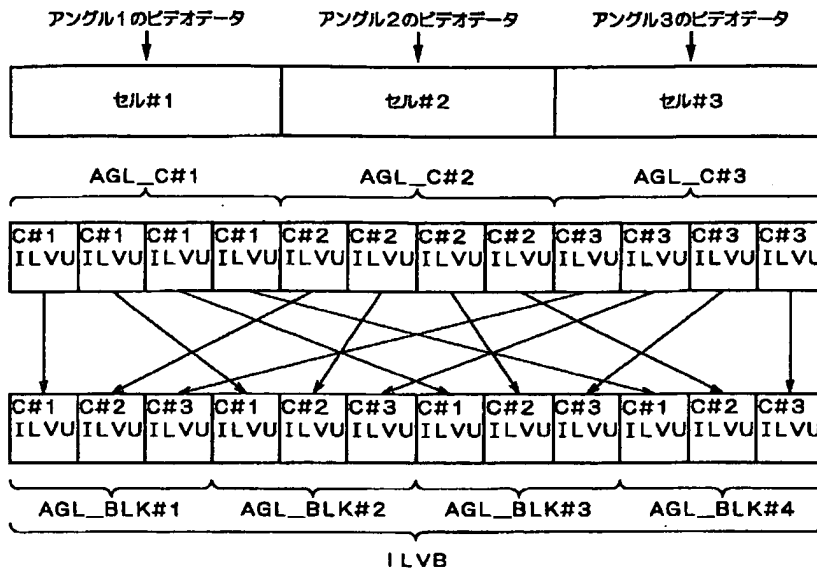 アングル1のビデオデータ アングル2のビデオデータ アングル3のビデオデータ
セル#1 セル#2 セル#3
AGL_C#1 AGL_C#2 AGL_C#3
C#1 C#1 C#1 C#1 C#2 C#2 C#2 C#2 C#3 C#3 C#3 C#3
ILVU ILVU ILVU ILVU ILVU ILVU ILVU ILVU ILVU ILVU ILVU ILVU
C#1 C#2 C#3 C#1 C#2 C#3 C#1 C#2 C#3 C#1 C#2 C#3
ILVU ILVU ILVU ILVU ILVU ILVU ILVU ILVU ILVU ILVU ILVU ILVU
AGL_BLK#1 AGL_BLK#2 AGL_BLK#3 AGL_BLK#4
ILVB